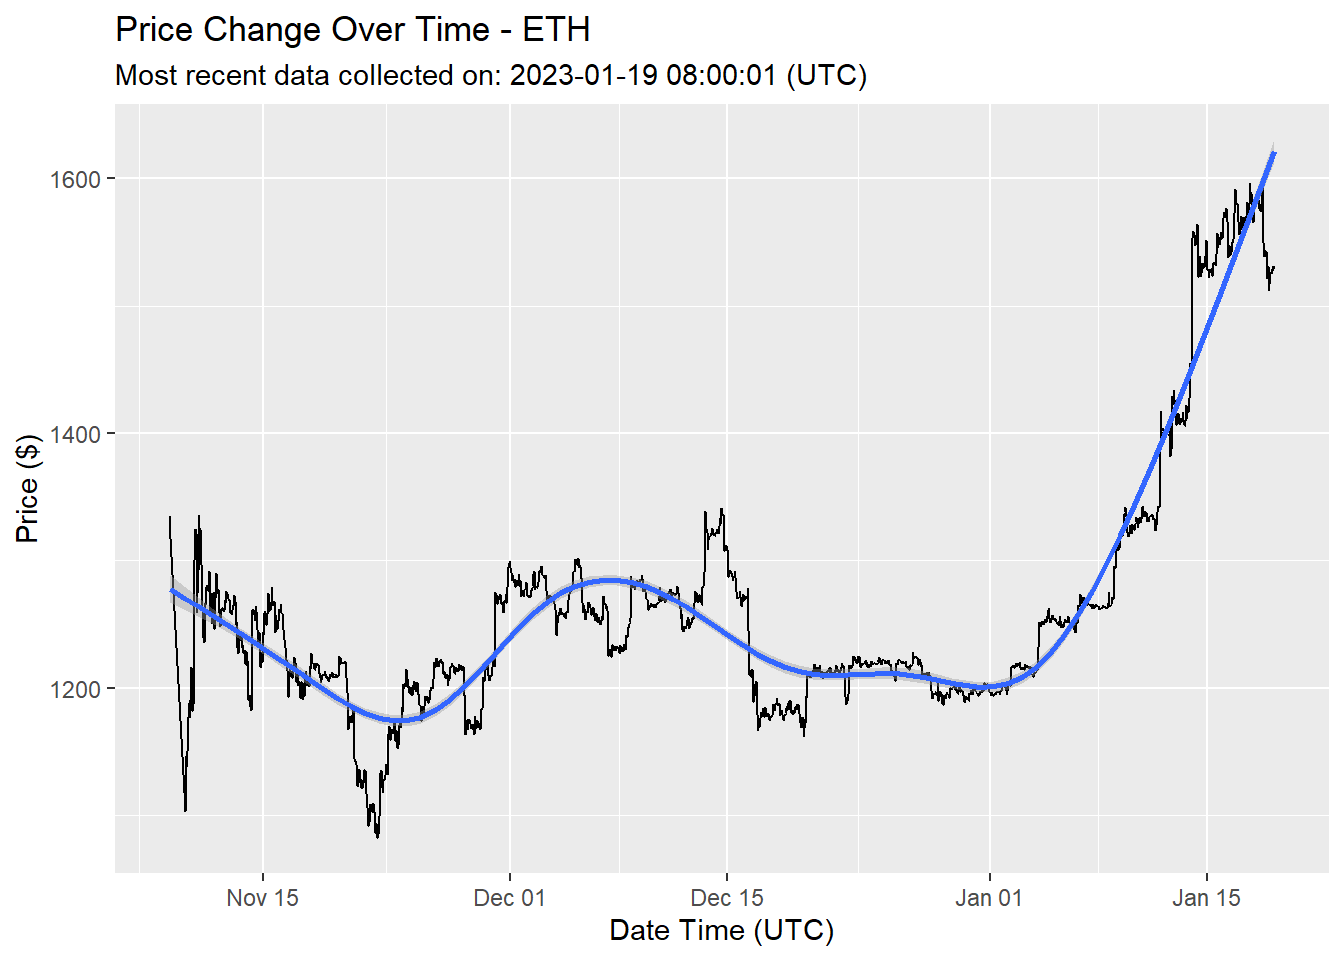 Price Change Over Time - ETH
Most recent data collected on: 2023-01-19 08:00:01 (UTC)
Price ($)
1600
1400
1200
Nov 15
Dec 01
Dec 15
Jan 01
Jan 15
Date Time (UTC)